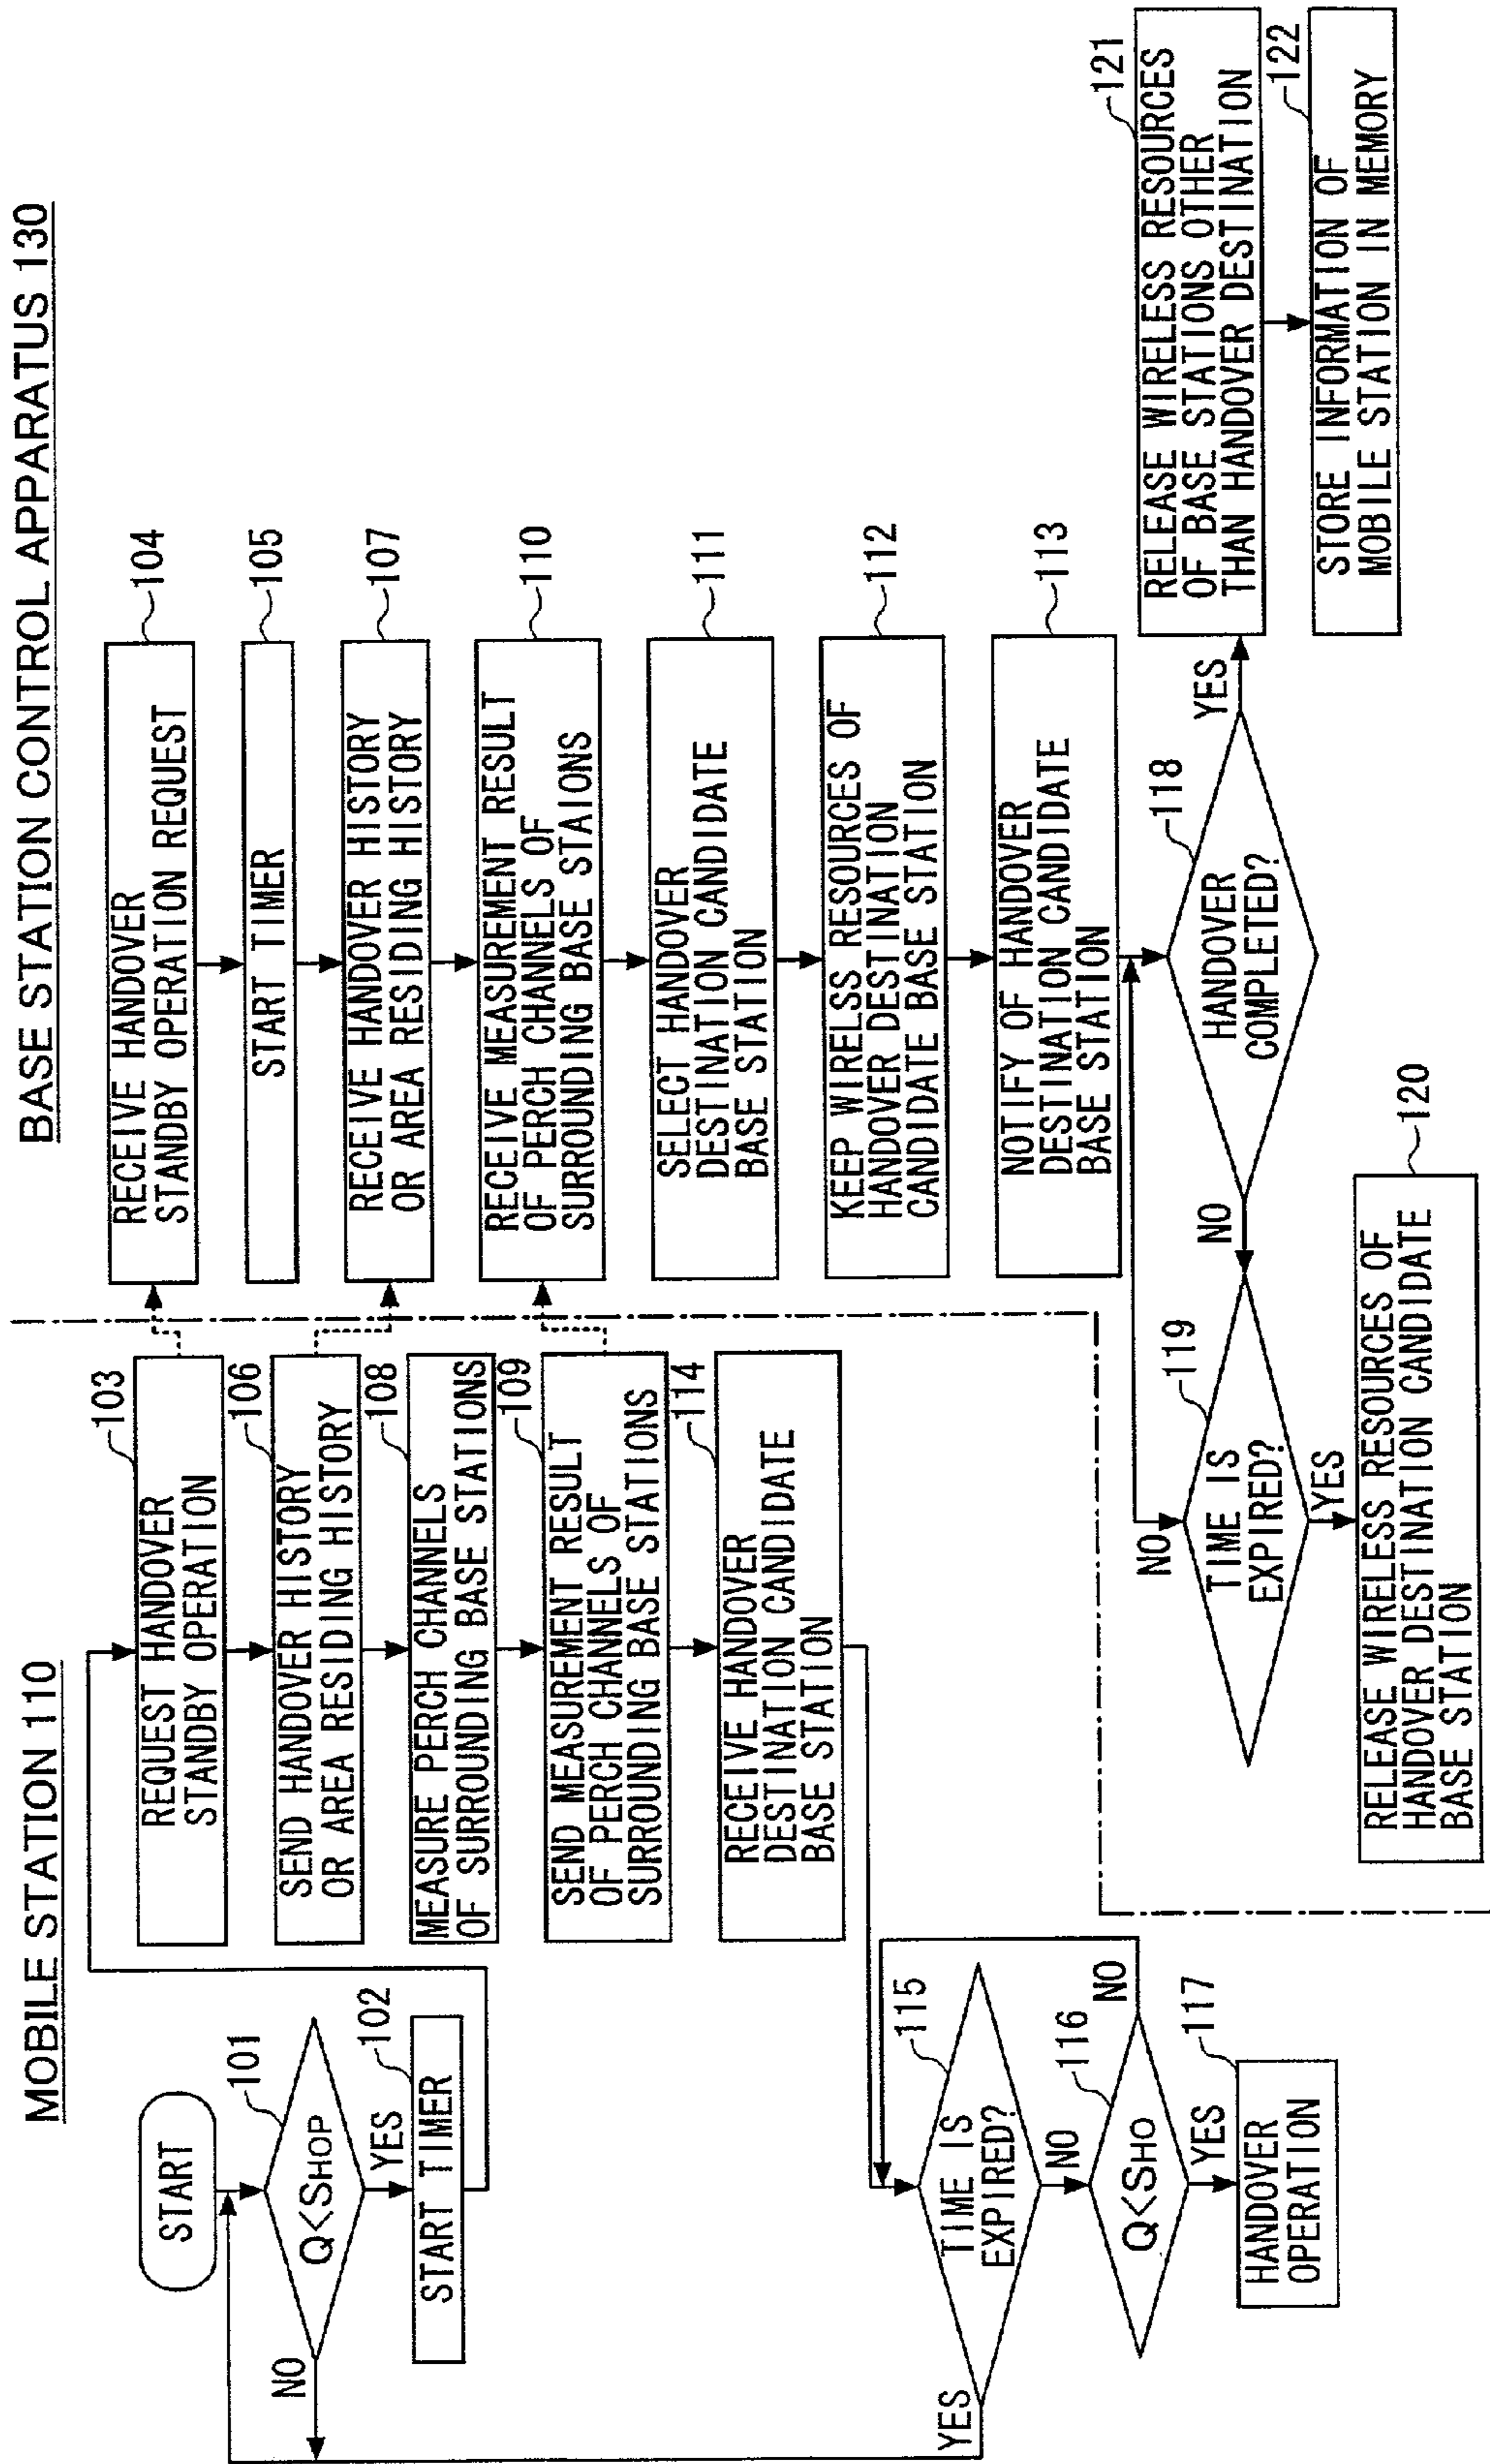 MOBILE STATION 110
START
101
Q<SHOP
NO
YES
102
START TIMER
103
REQUEST HANDOVER
STANDBY OPERATION
106
SEND HANDOVER HISTORY
OR AREA RESIDING HISTORY
108
MEASURE PERCH CHANNELS
OF SURROUNDING BASE STATIONS
109
SEND MEASUREMENT RESULT
OF PERCH CHANNELS OF
SURROUNDING BASE STATIONS
114
RECEIVE HANDOVER
DESTINATION CANDIDATE
BASE STATION
115
TIME IS
EXPIRED?
YES
NO
116
Q<SHO
NO
YES
117
HANDOVER
OPERATION
BASE STATION CONTROL APPARATUS 130
RECEIVE HANDOVER
STANDBY OPERATION REQUEST
104
START TIMER
105
RECEIVE HANDOVER HISTORY
OR AREA RESIDING HISTORY
107
RECEIVE MEASUREMENT RESULT
OF PERCH CHANNELS OF
SURROUNDING BASE STAIONS
110
SELECT HANDOVER
DESTINATION CANDIDATE
BASE STATION
111
KEEP WIRELSS RESOURCES OF
HANDOVER DESTINATION
CANDIDATE BASE STATION
112
NOTIFY OF HANDOVER
DESTINATION CANDIDATE
BASE STATION
113
118
HANDOVER
COMPLETED?
NO
YES
119
TIME IS
EXPIRED?
NO
YES
120
RELEASE WIRELESS RESOURCES OF
HANDOVER DESTINATION CANDIDATE
BASE STATION
121
RELEASE WIRELESS RESOURCES
OF BASE STATIONS OTHER
THAN HANDOVER DESTINATION
122
STORE INFORMATION OF
MOBILE STATION IN MEMORY